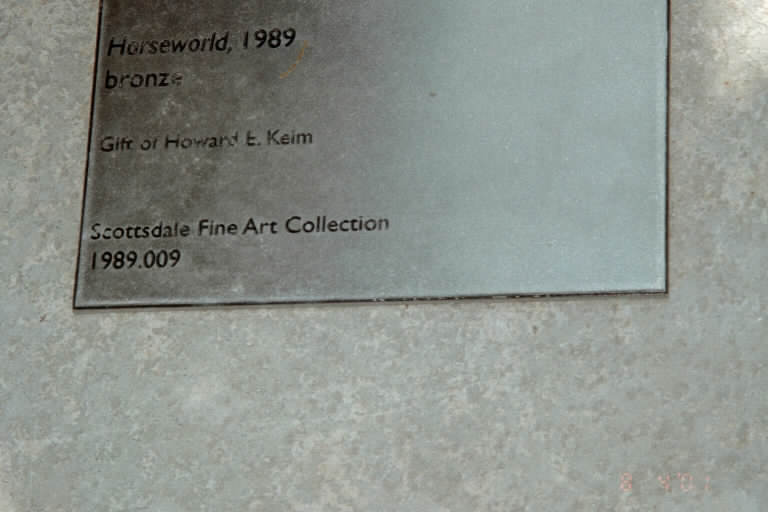 Horseworld, 1989
bronze
Gift of Howard E. Keim
Scottsdale Fine Art Collection
1989.009